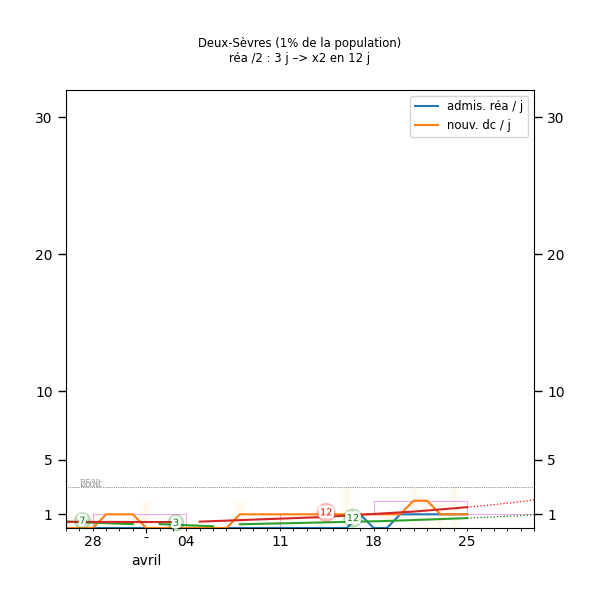 Deux-Sèvres (1% de la population)
réa /2 : 3 j –> x2 en 12 j
admis. réa / j
nouv. dc / j
30 30
20 20
10 10
5 5
1 1
7 3 12 12
28 - 04 11 18 25
avril